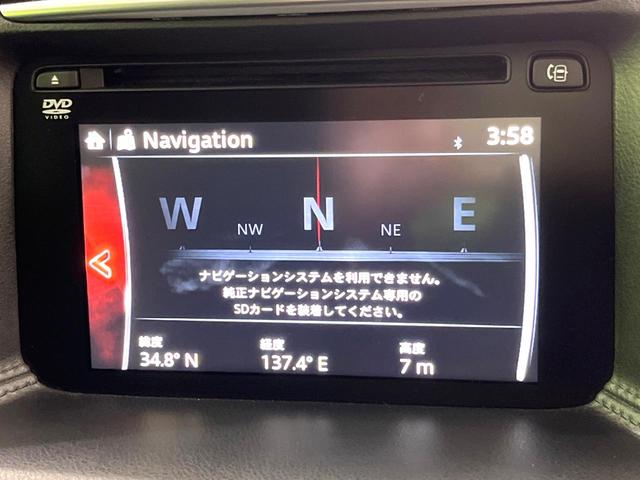 DVD
VIDEO
Navigation
3:58
W NW N NE E
ナビゲーションシステムを利用できません。
純正ナビゲーションシステム専用の
SDカードを装着してください。
緯度 経度 高度
34.8° N 137.4° E 7 m